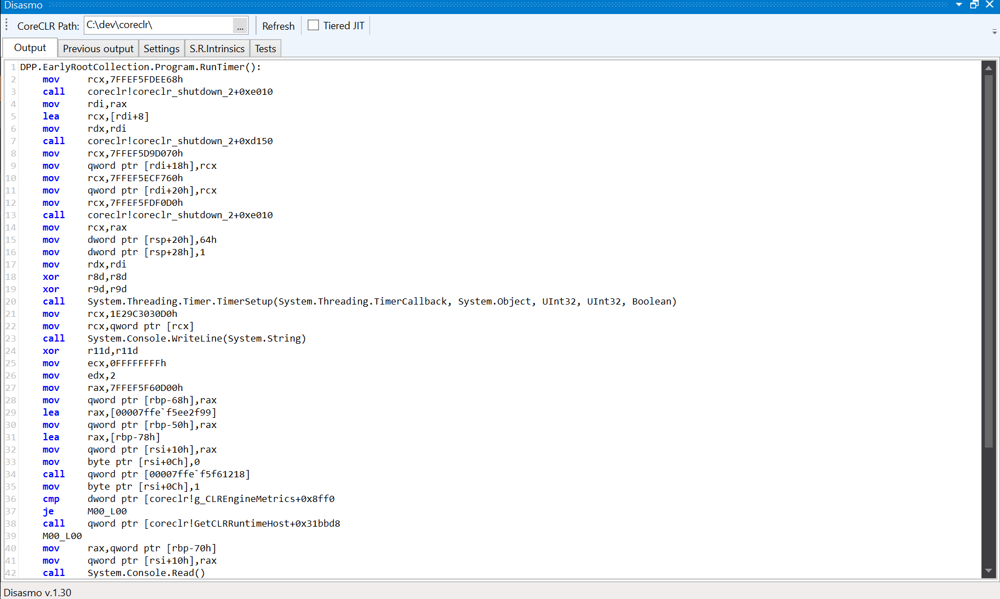 Disasmo
CoreCLR Path: C:\dev\coreclr\ ... Refresh Tiered JIT
Output Previous output Settings S.R.Intrinsics Tests
1 DPP.EarlyRootCollection.Program.RunTimer():
2 mov rcx,7FFEF5FDEE68h
3 call coreclr!coreclr_shutdown_2+0xe010
4 mov rdi,rax
5 lea rcx,[rdi+8]
6 mov rdx,rdi
7 call coreclr!coreclr_shutdown_2+0xd150
8 mov rcx,7FFEF5D9D070h
9 mov qword ptr [rdi+18h],rcx
10 mov rcx,7FFEF5ECF760h
11 mov qword ptr [rdi+20h],rcx
12 mov rcx,7FFEF5FDF0D0h
13 call coreclr!coreclr_shutdown_2+0xe010
14 mov rcx,rax
15 mov dword ptr [rsp+20h],64h
16 mov dword ptr [rsp+28h],1
17 mov rdx,rdi
18 xor r8d,r8d
19 xor r9d,r9d
20 call System.Threading.Timer.TimerSetup(System.Threading.TimerCallback, System.Object, UInt32, UInt32, Boolean)
21 mov rcx,1E29C3030D0h
22 mov rcx,qword ptr [rcx]
23 call System.Console.WriteLine(System.String)
24 xor r11d,r11d
25 mov ecx,0FFFFFFFFh
26 mov edx,2
27 mov rax,7FFEF5F60D00h
28 mov qword ptr [rbp-68h],rax
29 lea rax,[00007ffe`f5ee2f99]
30 mov qword ptr [rbp-50h],rax
31 lea rax,[rbp-78h]
32 mov qword ptr [rsi+10h],rax
33 mov byte ptr [rsi+0Ch],0
34 call qword ptr [00007ffe`f5f61218]
35 mov byte ptr [rsi+0Ch],1
36 cmp dword ptr [coreclr!g_CLREngineMetrics+0x8ff0
37 je M00_L00
38 call qword ptr [coreclr!GetCLRRuntimeHost+0x31bbd8
39 M00_L00
40 mov rax,qword ptr [rbp-70h]
41 mov qword ptr [rsi+10h],rax
42 call System.Console.Read()
Disasmo v.1.30